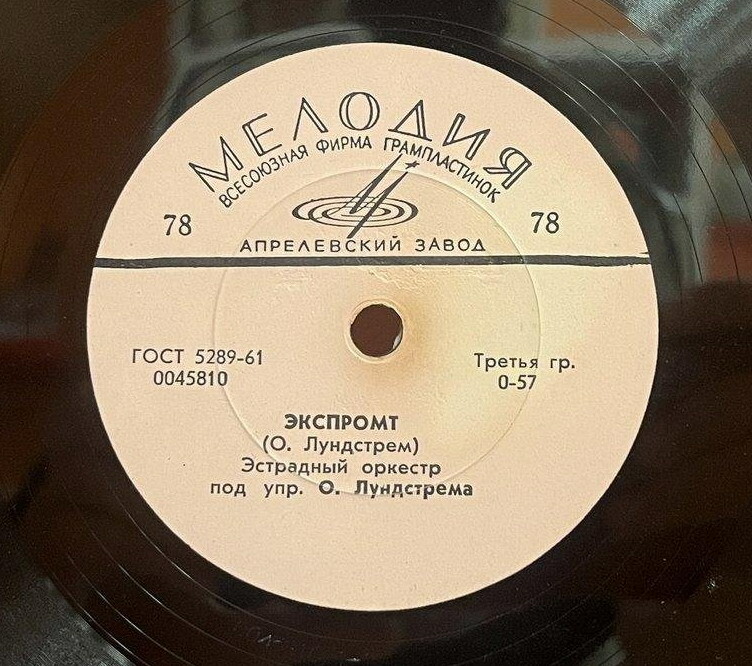 МЕЛОДИЯ
ВСЕСОЮЗНАЯ ФИРМА ГРАМПЛАСТИНОК
78 78
АПРЕЛЕВСКИЙ ЗАВОД
ГОСТ 5289-61 Третья гр.
0045810 0-57
ЭКСПРОМТ
(О. Лундстрем)
Эстрадный оркестр
под упр. О. Лундстрема